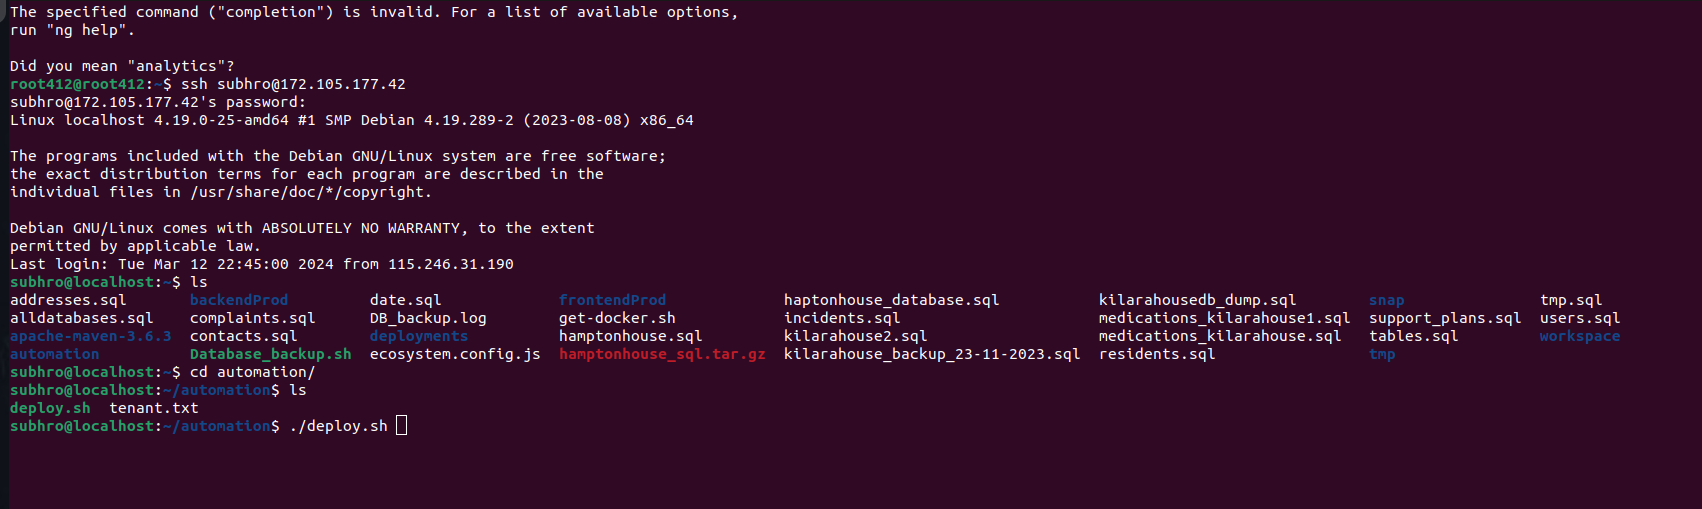 The specified command ("completion") is invalid. For a list of available options,
run "ng help".
Did you mean "analytics"?
root412@root412:~$ ssh subhro@172.105.177.42
subhro@172.105.177.42's password:
Linux localhost 4.19.0-25-amd64 #1 SMP Debian 4.19.289-2 (2023-08-08) x86_64
The programs included with the Debian GNU/Linux system are free software;
the exact distribution terms for each program are described in the
individual files in /usr/share/doc/*/copyright.
Debian GNU/Linux comes with ABSOLUTELY NO WARRANTY, to the extent
permitted by applicable law.
Last login: Tue Mar 12 22:45:00 2024 from 115.246.31.190
subhro@localhost:~$ ls
addresses.sql backendProd date.sql frontendProd haptonhouse_database.sql kilarahousedb_dump.sql snap tmp.sql
alldatabases.sql complaints.sql DB_backup.log get-docker.sh incidents.sql medications_kilarahouse1.sql support_plans.sql users.sql
apache-maven-3.6.3 contacts.sql deployments hamptonhouse.sql kilarahouse2.sql medications_kilarahouse.sql tables.sql workspace
automation Database_backup.sh ecosystem.config.js hamptonhouse_sql.tar.gz kilarahouse_backup_23-11-2023.sql residents.sql tmp
subhro@localhost:~$ cd automation/
subhro@localhost:~/automation$ ls
deploy.sh tenant.txt
subhro@localhost:~/automation$ ./deploy.sh